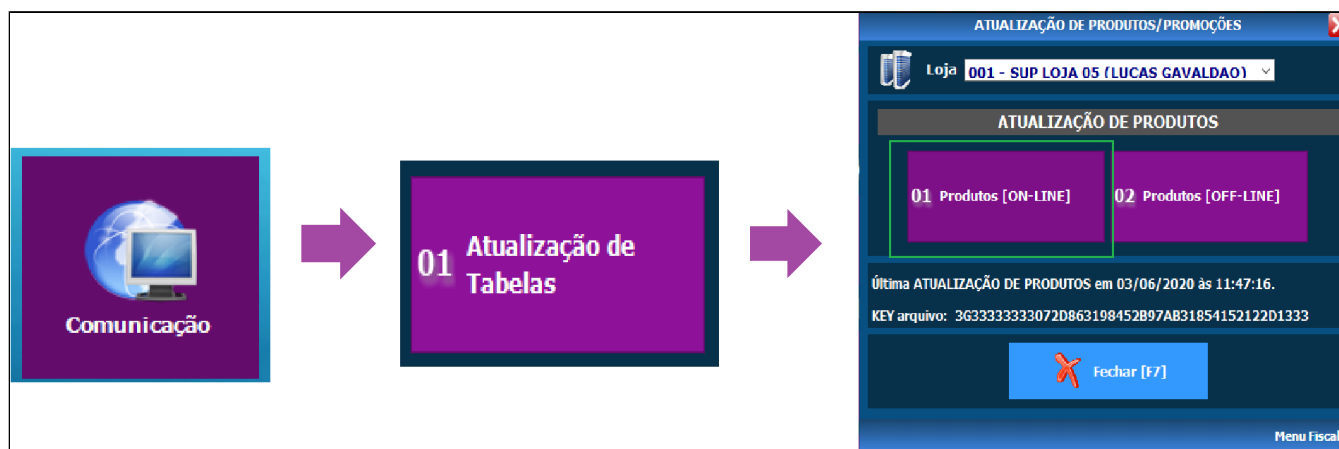 Comunicação
01 Atualização de
Tabelas
ATUALIZAÇÃO DE PRODUTOS/PROMOÇÕES
Loja 001 - SUP LOJA 05 (LUCAS GAVALDAO)
ATUALIZAÇÃO DE PRODUTOS
01 Produtos [ON-LINE] 02 Produtos [OFF-LINE]
Última ATUALIZAÇÃO DE PRODUTOS em 03/06/2020 às 11:47:16.
KEY arquivo: 3G33333333072D863198452B97AB31854152122D1333
Fechar [F7]
Menu Fiscal